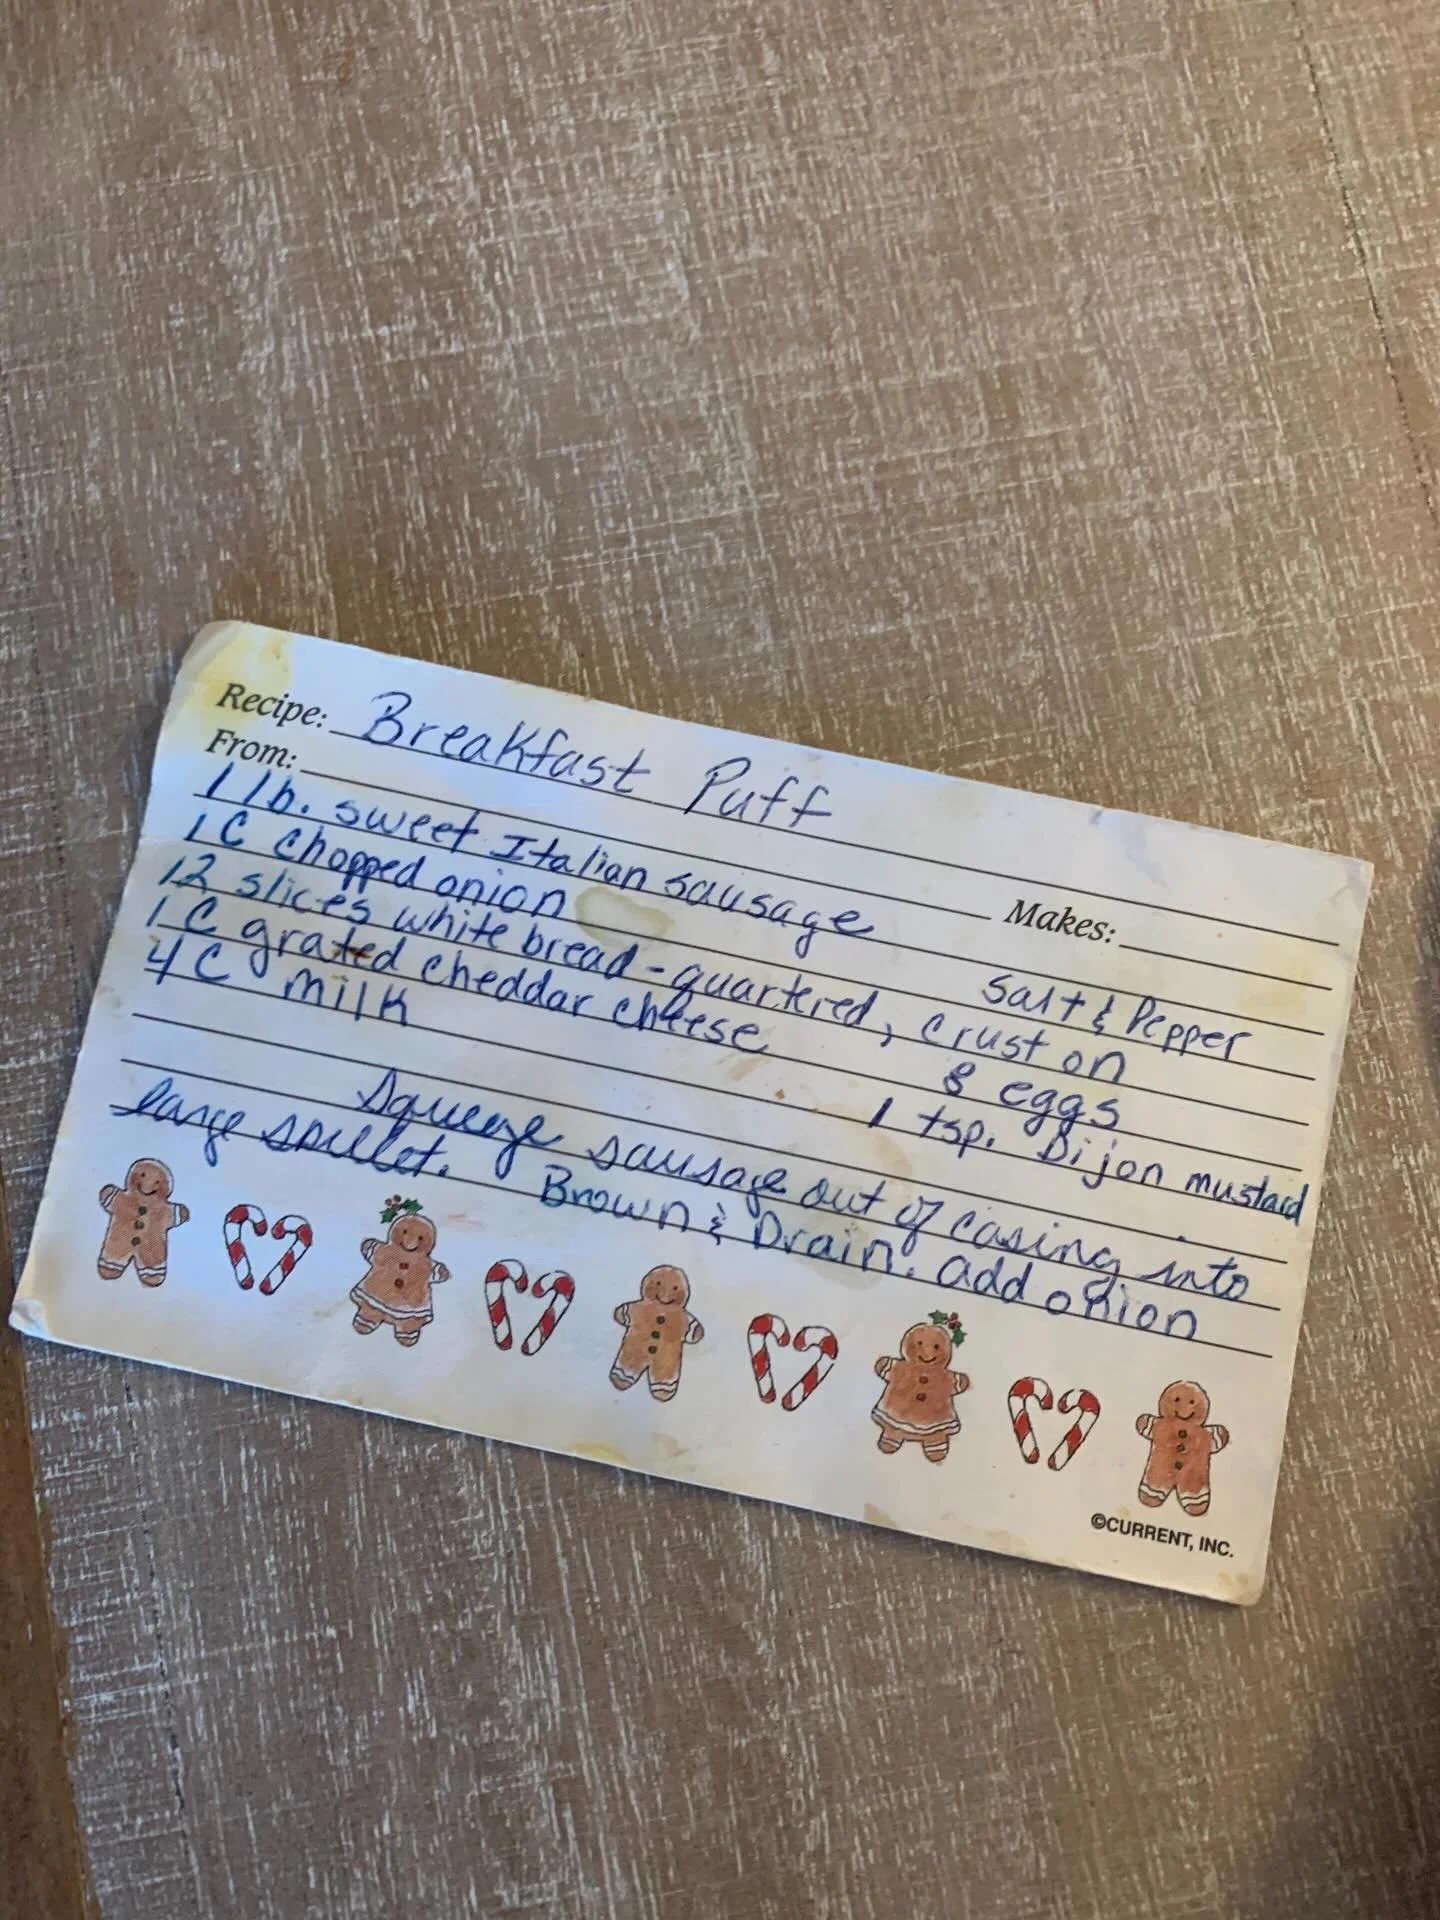 Recipe: Breakfast Puff
From: Makes:
1 lb. sweet Italian sausage
1 C chopped onion Salt & Pepper
12 slices white bread - quartered, crust on
1 C grated cheddar cheese 8 eggs
4 C milk 1 tsp. Dijon mustard
Squeeze sausage out of casing into
large skillet. Brown & Drain. Add onion
©CURRENT, INC.